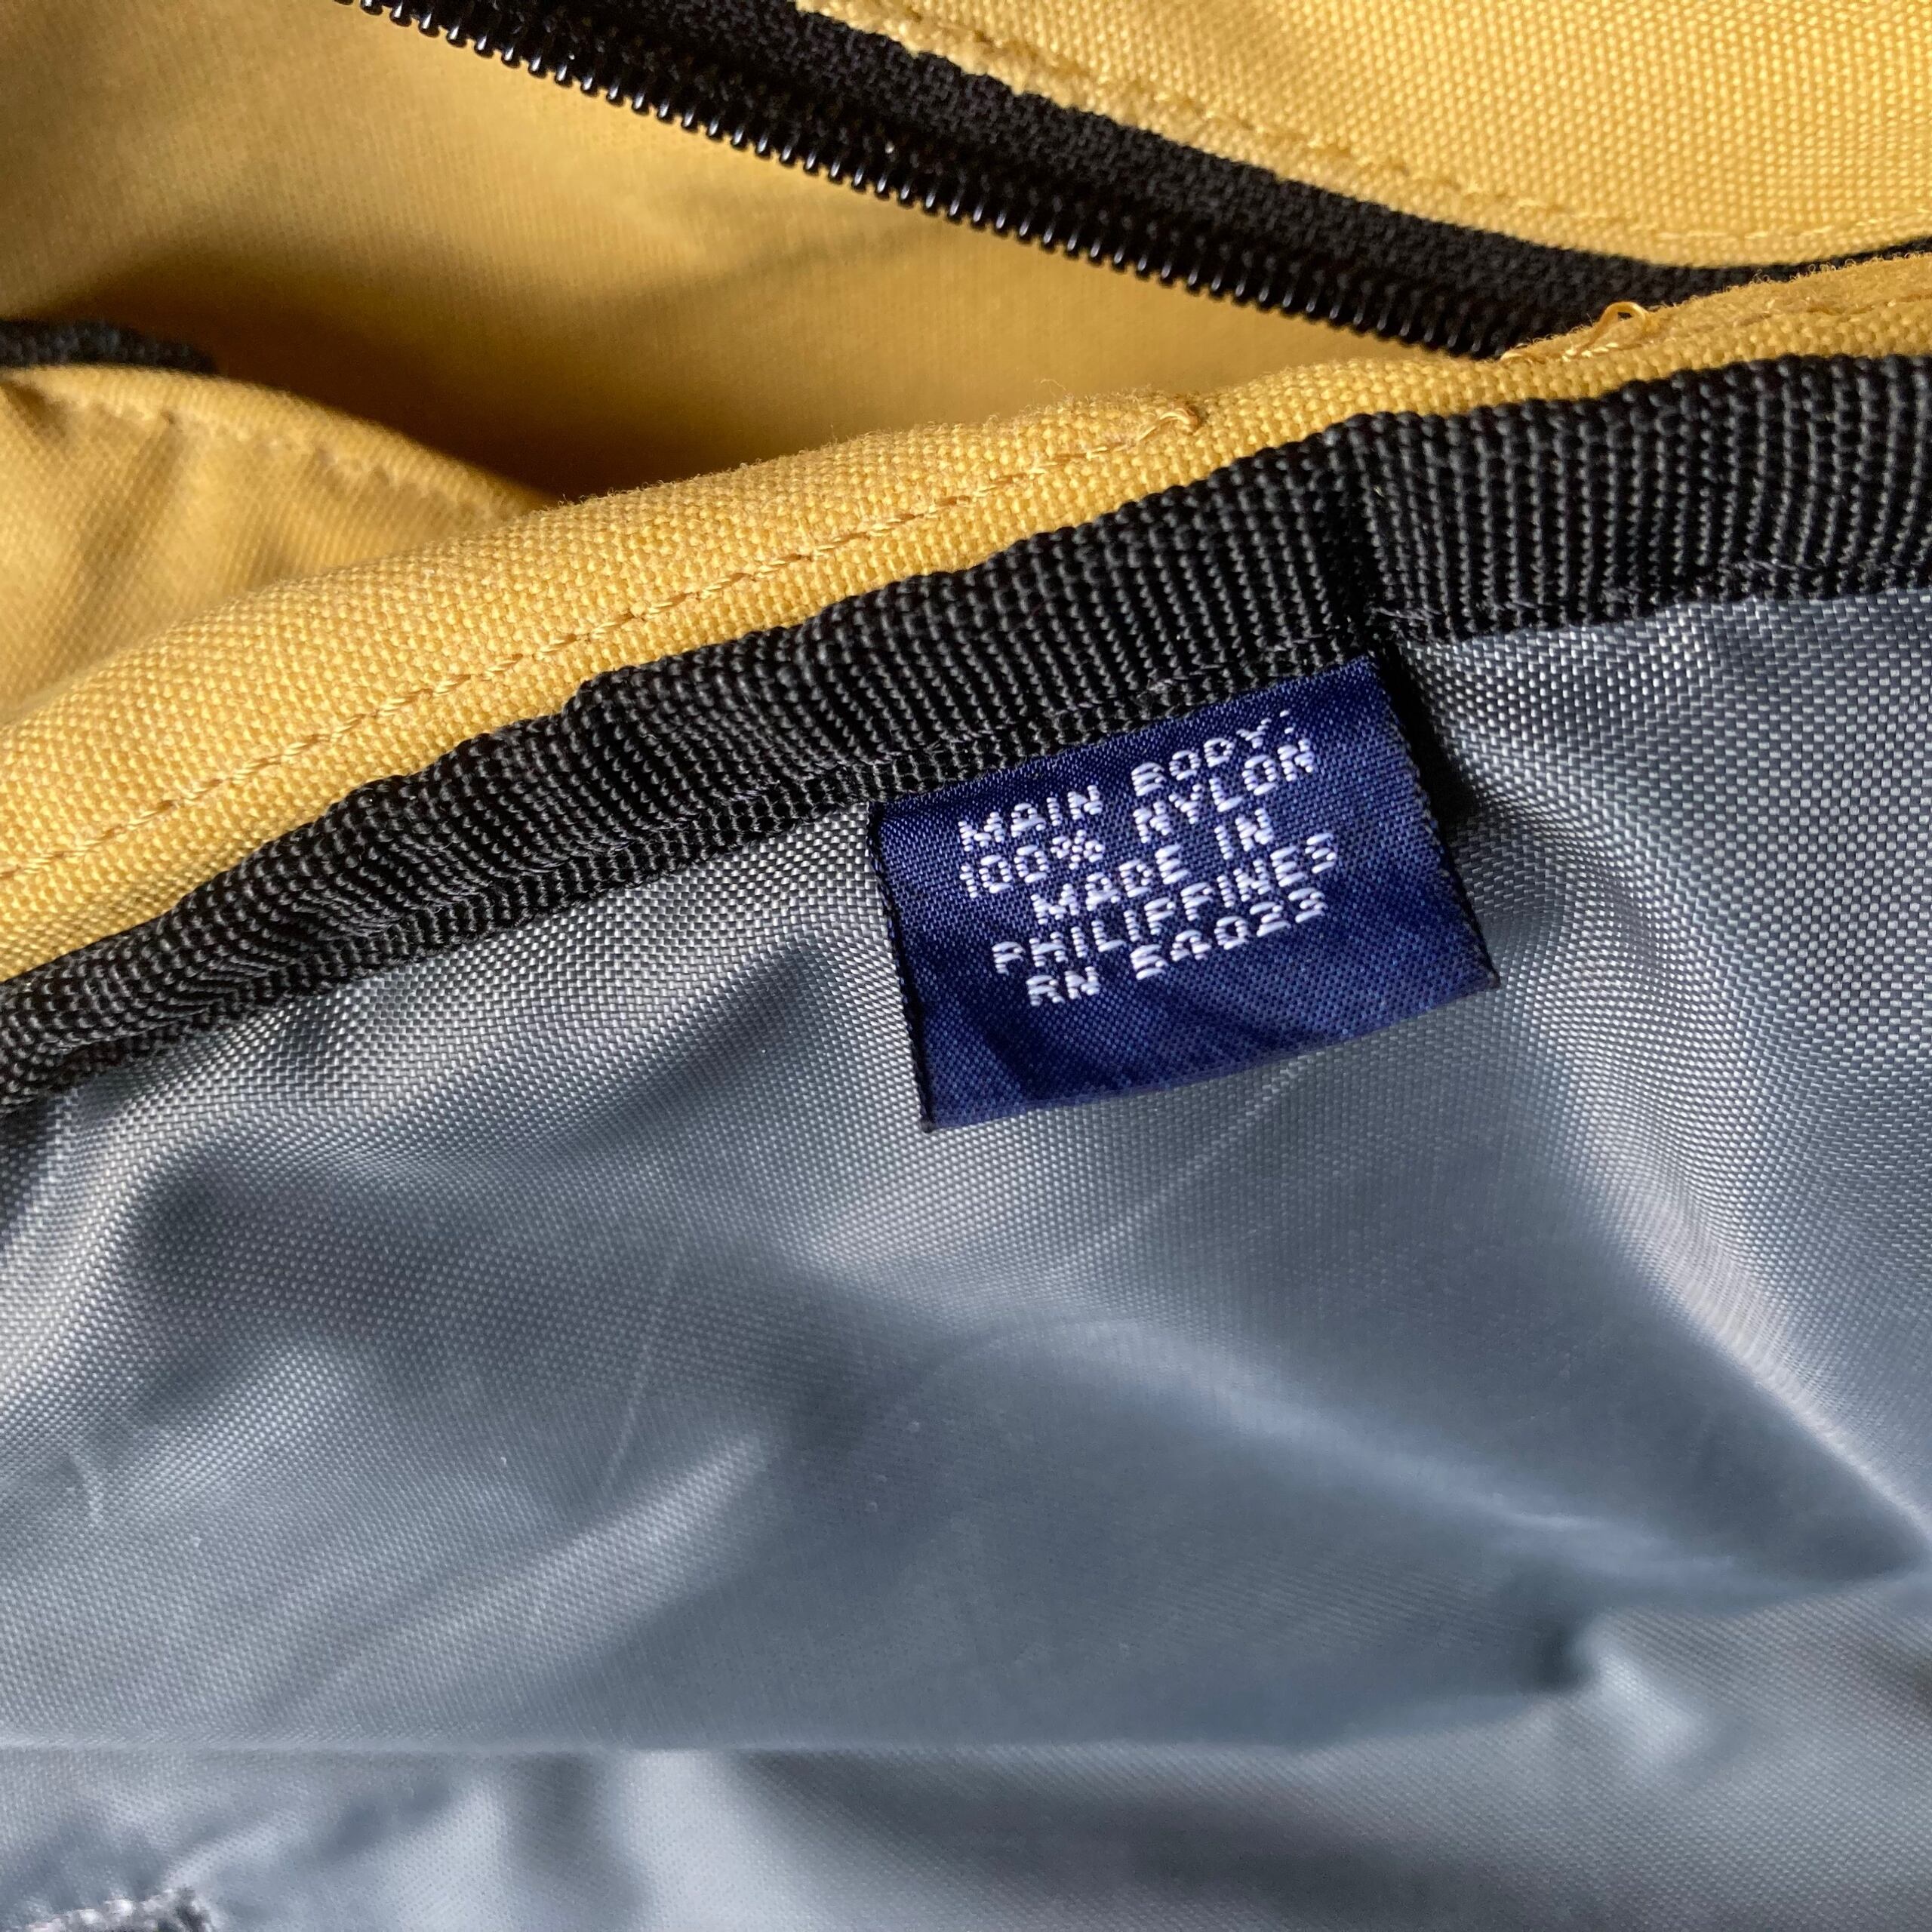 MAIN BODY:
100% NYLON
MADE IN
PHILIPPINES
RN 54023